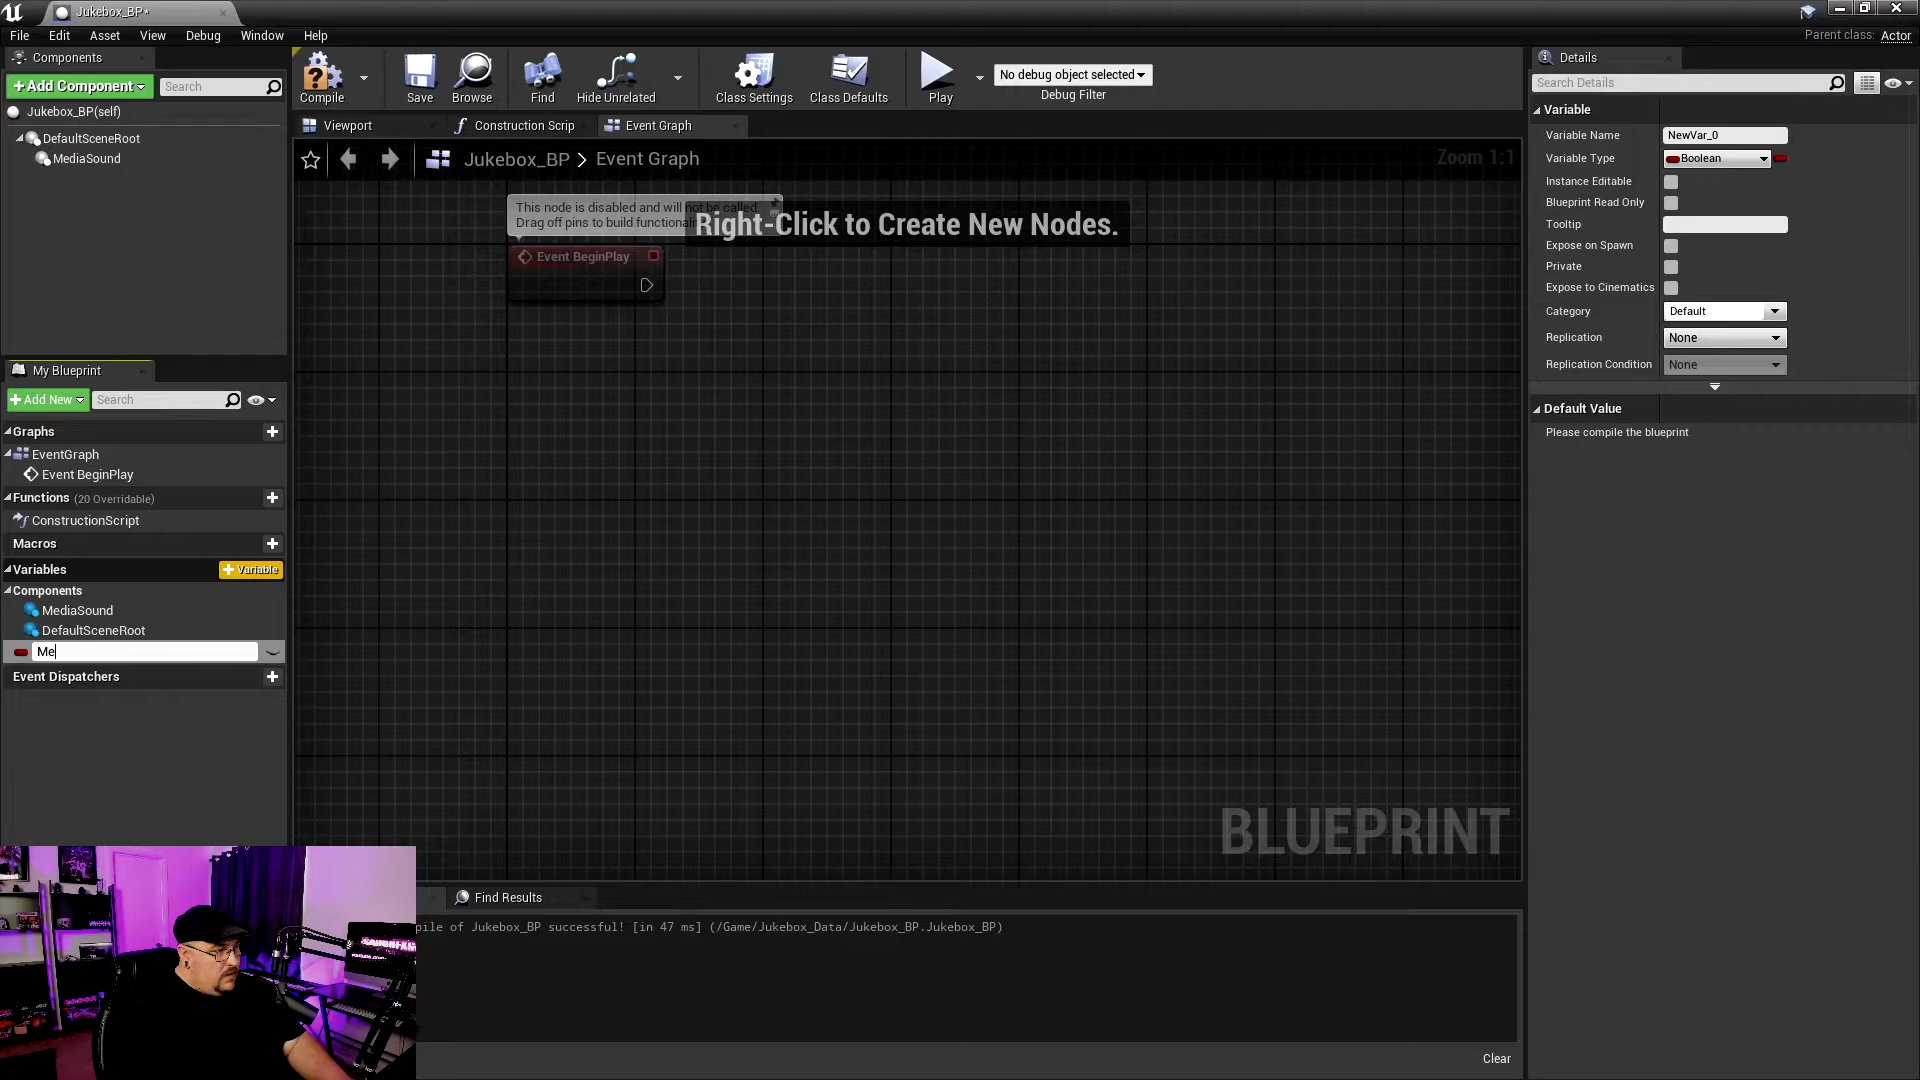 Jukebox_BP*
File Edit Asset View Debug Window Help
Parent class: Actor
Components
+Add Component
Search
Jukebox_BP(self)
DefaultSceneRoot
MediaSound
My Blueprint
+Add New
Search
Graphs
EventGraph
Event BeginPlay
Functions (20 Overridable)
ConstructionScript
Macros
Variables
+Variable
Components
MediaSound
DefaultSceneRoot
Me
Event Dispatchers
Compile
Save
Browse
Find
Hide Unrelated
Class Settings
Class Defaults
Play
No debug object selected
Debug Filter
Viewport
Construction Scrip
Event Graph
Jukebox_BP > Event Graph
Zoom 1:1
This node is disabled and will not be called.
Drag off pins to build functionali
Right-Click to Create New Nodes.
Event BeginPlay
BLUEPRINT
Find Results
pile of Jukebox_BP successful! [in 47 ms] (/Game/Jukebox_Data/Jukebox_BP.Jukebox_BP)
Clear
Details
Search Details
Variable
Variable Name NewVar_0
Variable Type Boolean
Instance Editable
Blueprint Read Only
Tooltip
Expose on Spawn
Private
Expose to Cinematics
Category Default
Replication None
Replication Condition None
Default Value
Please compile the blueprint